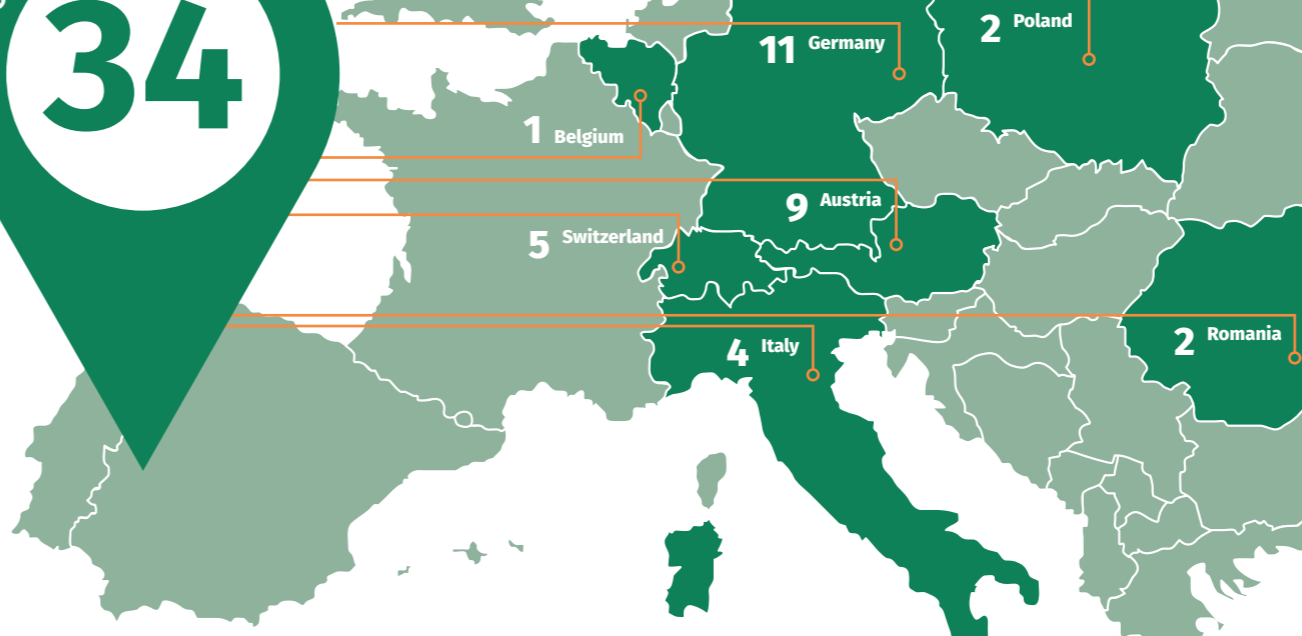 34
2 Poland
11 Germany
1 Belgium
9 Austria
5 Switzerland
2 Romania
4 Italy